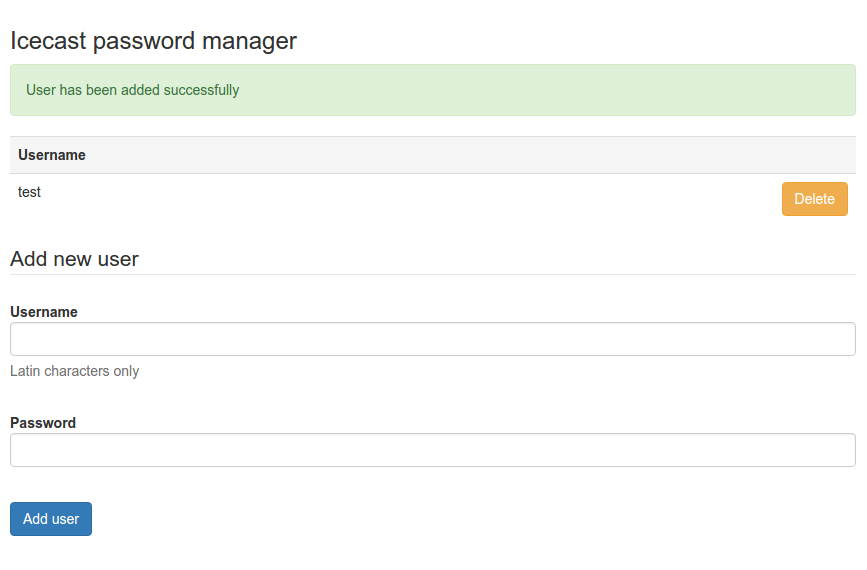 Icecast password manager
User has been added successfully
Username
test
Delete
Add new user
Username
Latin characters only
Password
Add user